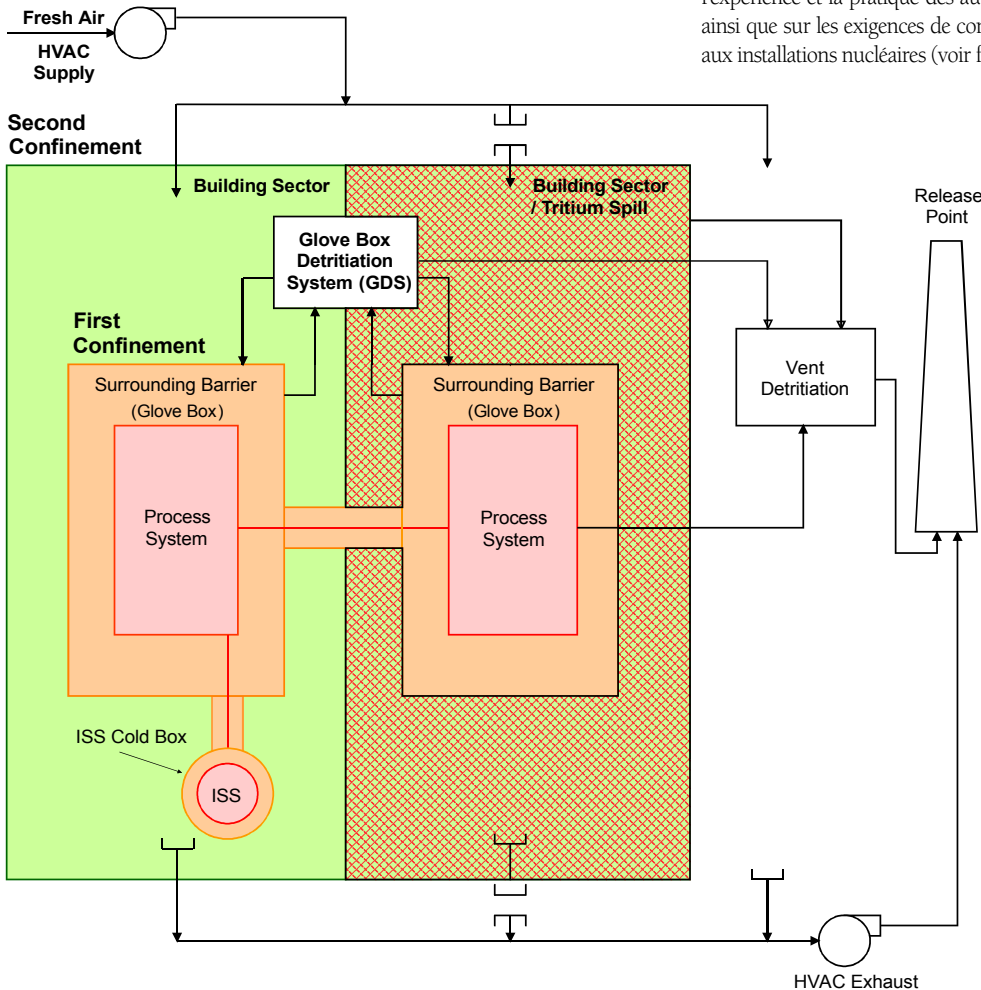 l'expérience et la pratique des au
ainsi que sur les exigences de con
aux installations nucléaires (voir f
Fresh Air
HVAC
Supply
Second
Confinement
Building Sector
Building Sector
/ Tritium Spill
Release
Point
Glove Box
Detritiation
System (GDS)
First
Confinement
Surrounding Barrier
(Glove Box)
Surrounding Barrier
(Glove Box)
Vent
Detritiation
Process
System
Process
System
ISS Cold Box
ISS
HVAC Exhaust